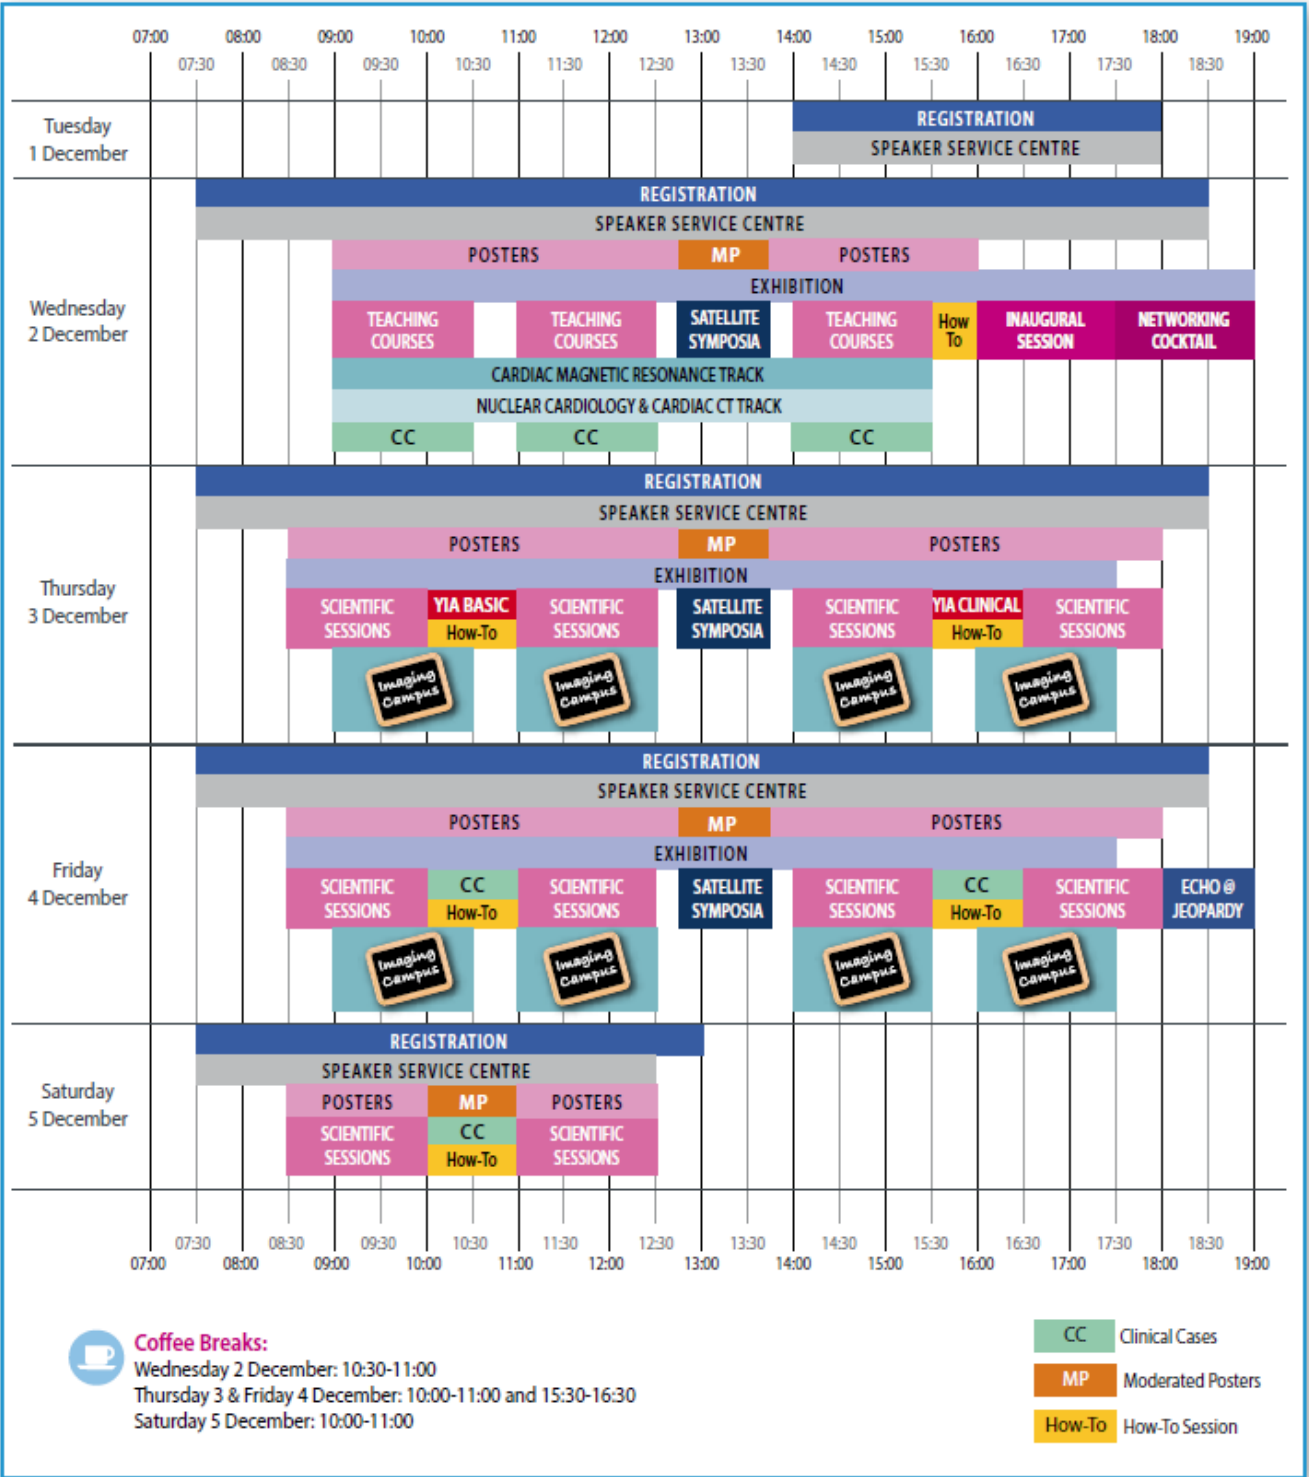 07:00 08:00 09:00 10:00 11:00 12:00 13:00 14:00 15:00 16:00 17:00 18:00 19:00
07:30 08:30 09:30 10:30 11:30 12:30 13:30 14:30 15:30 16:30 17:30 18:30
Tuesday
1 December
REGISTRATION
SPEAKER SERVICE CENTRE
Wednesday
2 December
REGISTRATION
SPEAKER SERVICE CENTRE
POSTERS MP POSTERS
EXHIBITION
TEACHING COURSES
TEACHING COURSES
SATELLITE SYMPOSIA
TEACHING COURSES
How To
INAUGURAL SESSION
NETWORKING COCKTAIL
CARDIAC MAGNETIC RESONANCE TRACK
NUCLEAR CARDIOLOGY & CARDIAC CT TRACK
CC CC CC
Thursday
3 December
REGISTRATION
SPEAKER SERVICE CENTRE
POSTERS MP POSTERS
EXHIBITION
SCIENTIFIC SESSIONS
YIA BASIC
How-To
SCIENTIFIC SESSIONS
SATELLITE SYMPOSIA
SCIENTIFIC SESSIONS
YIA CLINICAL
How-To
SCIENTIFIC SESSIONS
Imaging Campus
Imaging Campus
Imaging Campus
Imaging Campus
Friday
4 December
REGISTRATION
SPEAKER SERVICE CENTRE
POSTERS MP POSTERS
EXHIBITION
SCIENTIFIC SESSIONS
CC
How-To
SCIENTIFIC SESSIONS
SATELLITE SYMPOSIA
SCIENTIFIC SESSIONS
CC
How-To
SCIENTIFIC SESSIONS
ECHO @ JEOPARDY
Imaging Campus
Imaging Campus
Imaging Campus
Imaging Campus
Saturday
5 December
REGISTRATION
SPEAKER SERVICE CENTRE
POSTERS MP POSTERS
SCIENTIFIC SESSIONS
CC
How-To
SCIENTIFIC SESSIONS
07:30 08:30 09:30 10:30 11:30 12:30 13:30 14:30 15:30 16:30 17:30 18:30
07:00 08:00 09:00 10:00 11:00 12:00 13:00 14:00 15:00 16:00 17:00 18:00 19:00
Coffee Breaks:
Wednesday 2 December: 10:30-11:00
Thursday 3 & Friday 4 December: 10:00-11:00 and 15:30-16:30
Saturday 5 December: 10:00-11:00
CC Clinical Cases
MP Moderated Posters
How-To How-To Session